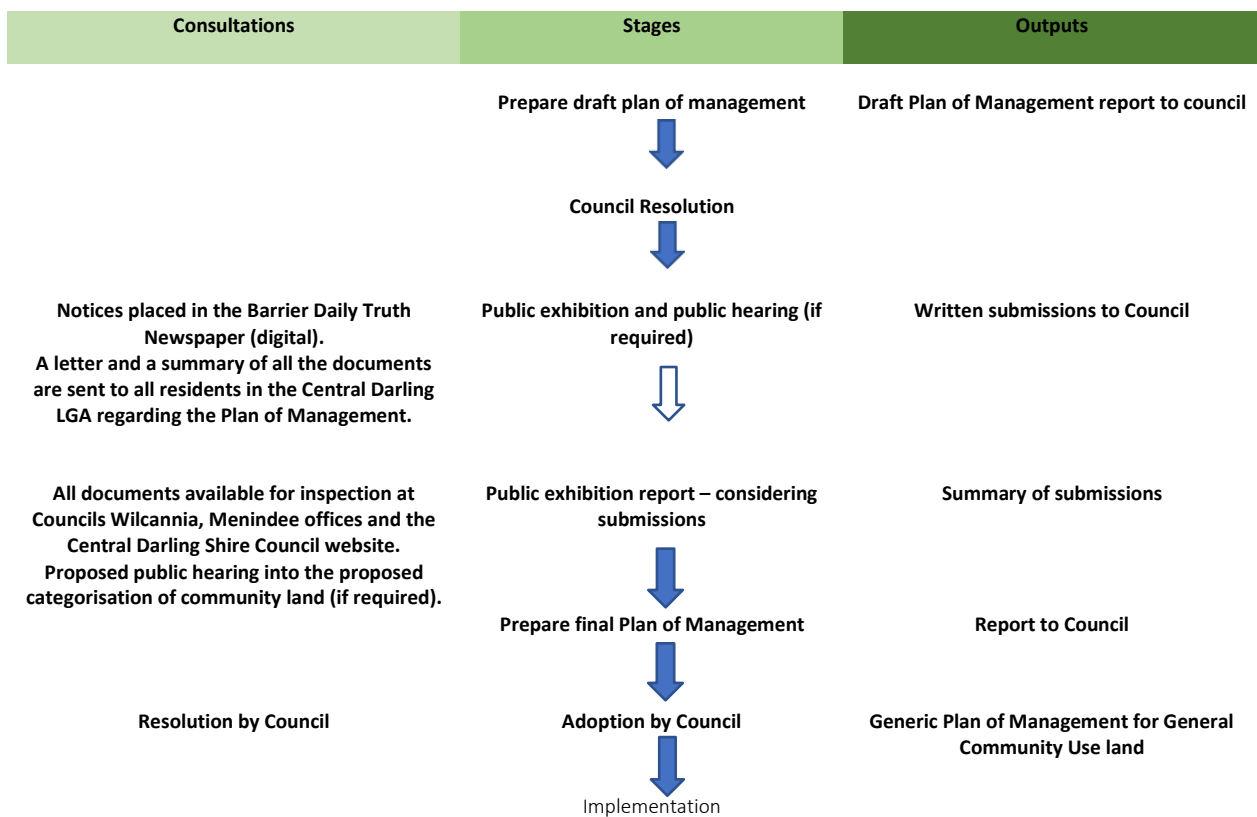 Consultations
Stages
Outputs
Prepare draft plan of management
Draft Plan of Management report to council
Council Resolution
Notices placed in the Barrier Daily Truth
Newspaper (digital).
A letter and a summary of all the documents
are sent to all residents in the Central Darling
LGA regarding the Plan of Management.
Public exhibition and public hearing (if
required)
Written submissions to Council
All documents available for inspection at
Councils Wilcannia, Menindee offices and the
Central Darling Shire Council website.
Proposed public hearing into the proposed
categorisation of community land (if required).
Public exhibition report – considering
submissions
Summary of submissions
Prepare final Plan of Management
Report to Council
Resolution by Council
Adoption by Council
Generic Plan of Management for General
Community Use land
Implementation